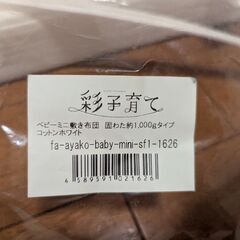 彩子育て
ベビーミニ敷き布団 固わた約1,000gタイプ
コットンホワイト
fa-ayako-baby-mini-sf1-1626
4589591021626